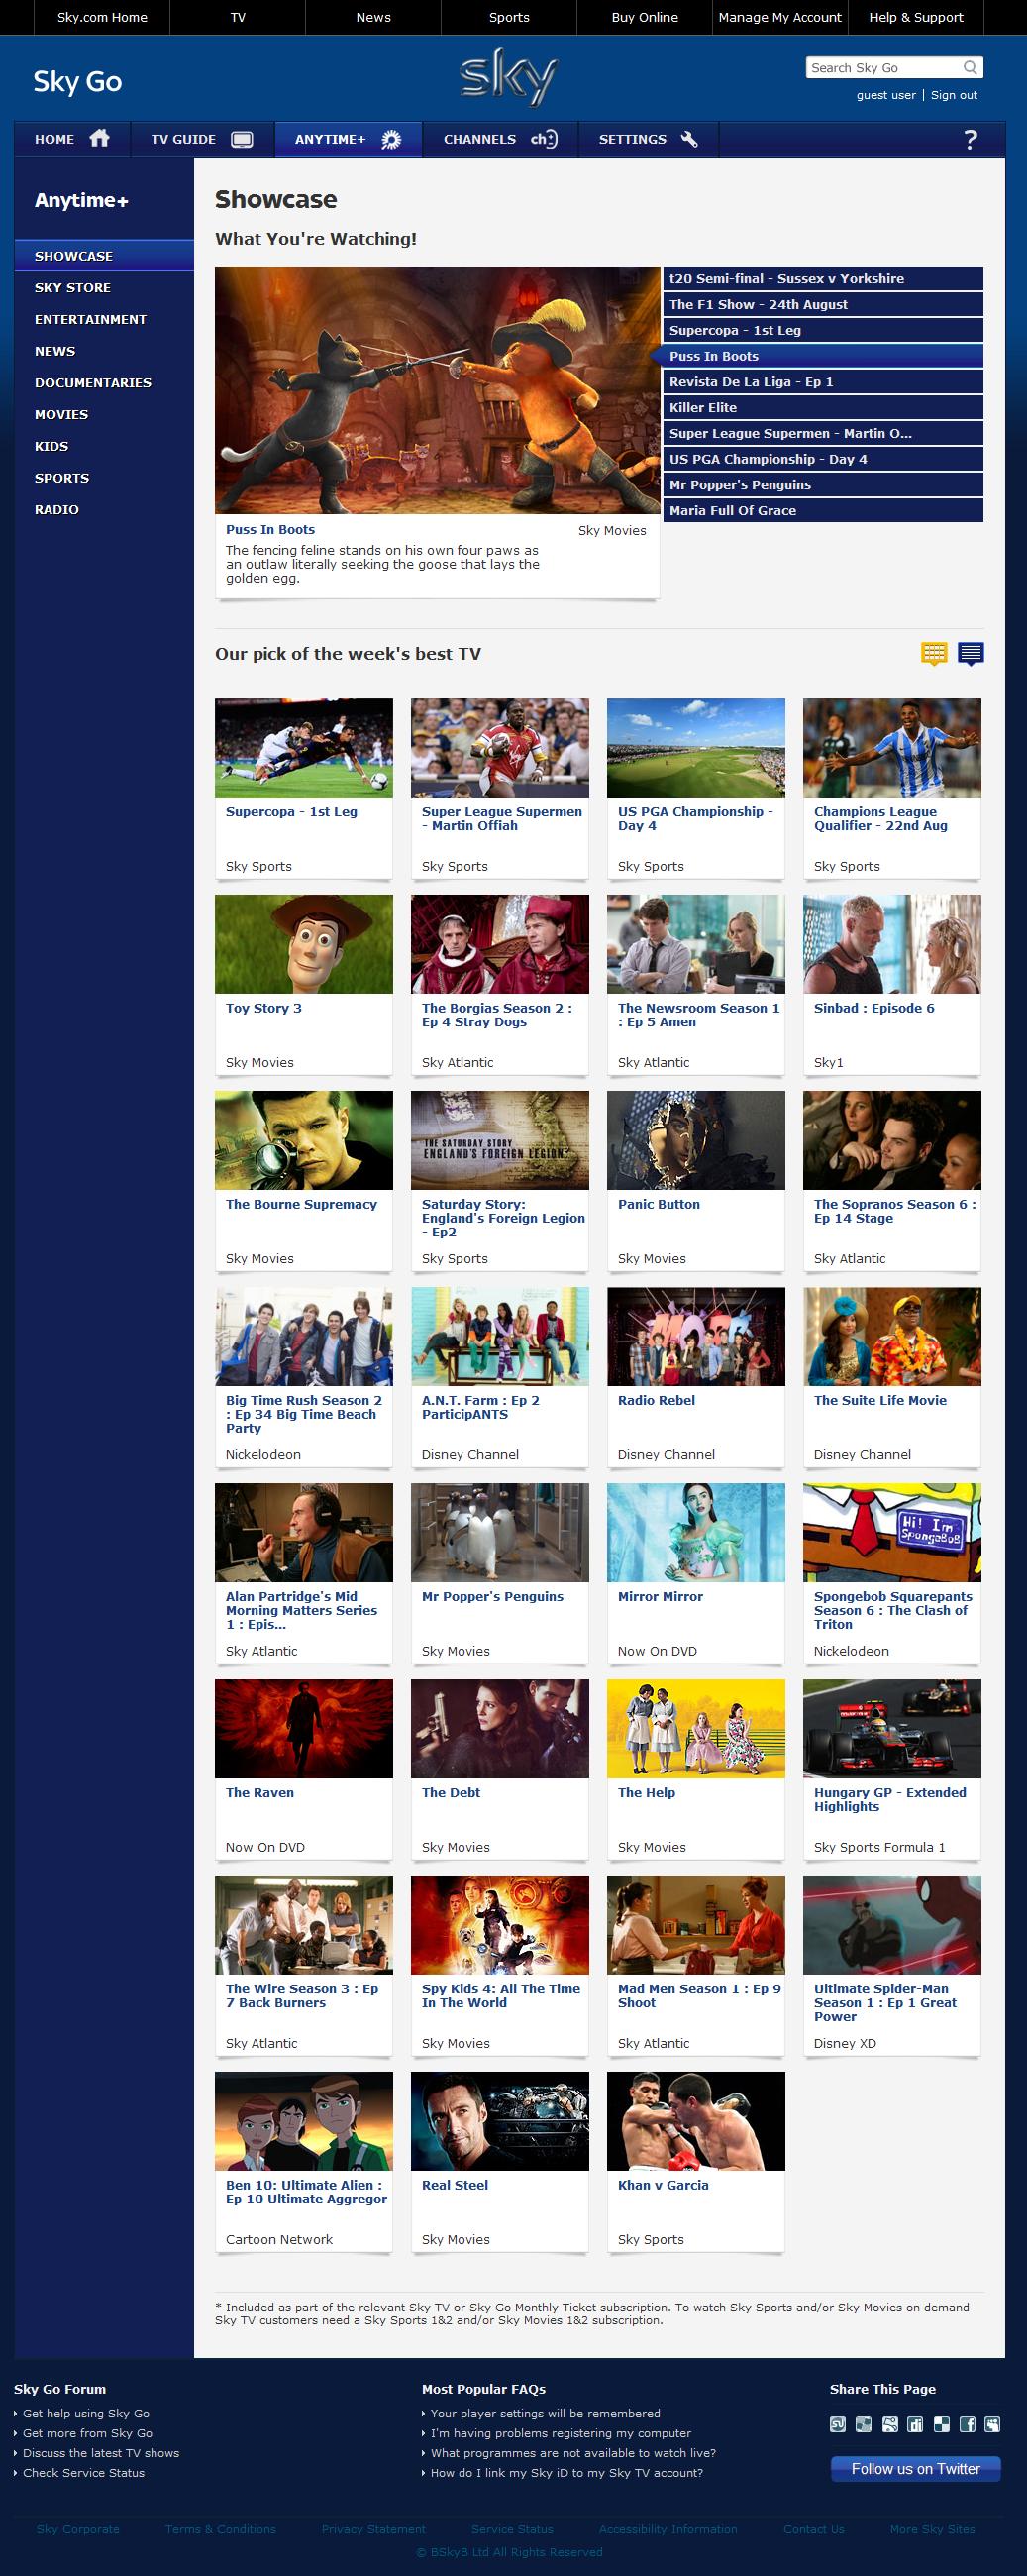 Sky.com Home
TV
News
Sports
Buy Online
Manage My Account
Help & Support
Sky Go
sky
Search Sky Go
guest user | Sign out
HOME
TV GUIDE
ANYTIME+
CHANNELS
ch
SETTINGS
?
Anytime+
SHOWCASE
SKY STORE
ENTERTAINMENT
NEWS
DOCUMENTARIES
MOVIES
KIDS
SPORTS
RADIO
Showcase
What You're Watching!
t20 Semi-final - Sussex v Yorkshire
The F1 Show - 24th August
Supercopa - 1st Leg
Puss In Boots
Revista De La Liga - Ep 1
Killer Elite
Super League Supermen - Martin O...
US PGA Championship - Day 4
Mr Popper's Penguins
Maria Full Of Grace
Puss In Boots
Sky Movies
The fencing feline stands on his own four paws as
an outlaw literally seeking the goose that lays the
golden egg.
Our pick of the week's best TV
Supercopa - 1st Leg
Sky Sports
Super League Supermen
- Martin Offiah
Sky Sports
US PGA Championship -
Day 4
Sky Sports
Champions League
Qualifier - 22nd Aug
Sky Sports
Toy Story 3
Sky Movies
The Borgias Season 2 :
Ep 4 Stray Dogs
Sky Atlantic
The Newsroom Season 1
: Ep 5 Amen
Sky Atlantic
Sinbad : Episode 6
Sky1
The Bourne Supremacy
Sky Movies
THE SATURDAY STORY
ENGLAND'S FOREIGN LEGION
Saturday Story:
England's Foreign Legion
- Ep2
Sky Sports
Panic Button
Sky Movies
The Sopranos Season 6 :
Ep 14 Stage
Sky Atlantic
Big Time Rush Season 2
: Ep 34 Big Time Beach
Party
Nickelodeon
A.N.T. Farm : Ep 2
ParticipANTS
Disney Channel
Radio Rebel
Disney Channel
The Suite Life Movie
Disney Channel
Alan Partridge's Mid
Morning Matters Series
1 : Epis...
Sky Atlantic
Mr Popper's Penguins
Sky Movies
Mirror Mirror
Now On DVD
Hi! I'm
SpongeBob
Spongebob Squarepants
Season 6 : The Clash of
Triton
Nickelodeon
The Raven
Now On DVD
The Debt
Sky Movies
The Help
Sky Movies
Hungary GP - Extended
Highlights
Sky Sports Formula 1
The Wire Season 3 : Ep
7 Back Burners
Sky Atlantic
Spy Kids 4: All The Time
In The World
Sky Movies
Mad Men Season 1 : Ep 9
Shoot
Sky Atlantic
Ultimate Spider-Man
Season 1 : Ep 1 Great
Power
Disney XD
Ben 10: Ultimate Alien :
Ep 10 Ultimate Aggregor
Cartoon Network
Real Steel
Sky Movies
Khan v Garcia
Sky Sports
* Included as part of the relevant Sky TV or Sky Go Monthly Ticket subscription. To watch Sky Sports and/or Sky Movies on demand
Sky TV customers need a Sky Sports 1&2 and/or Sky Movies 1&2 subscription.
Sky Go Forum
Get help using Sky Go
Get more from Sky Go
Discuss the latest TV shows
Check Service Status
Most Popular FAQs
Your player settings will be remembered
I'm having problems registering my computer
What programmes are not available to watch live?
How do I link my Sky iD to my Sky TV account?
Share This Page
Follow us on Twitter
Sky Corporate
Terms & Conditions
Privacy Statement
Service Status
Accessibility Information
Contact Us
More Sky Sites
© BSkyB Ltd All Rights Reserved